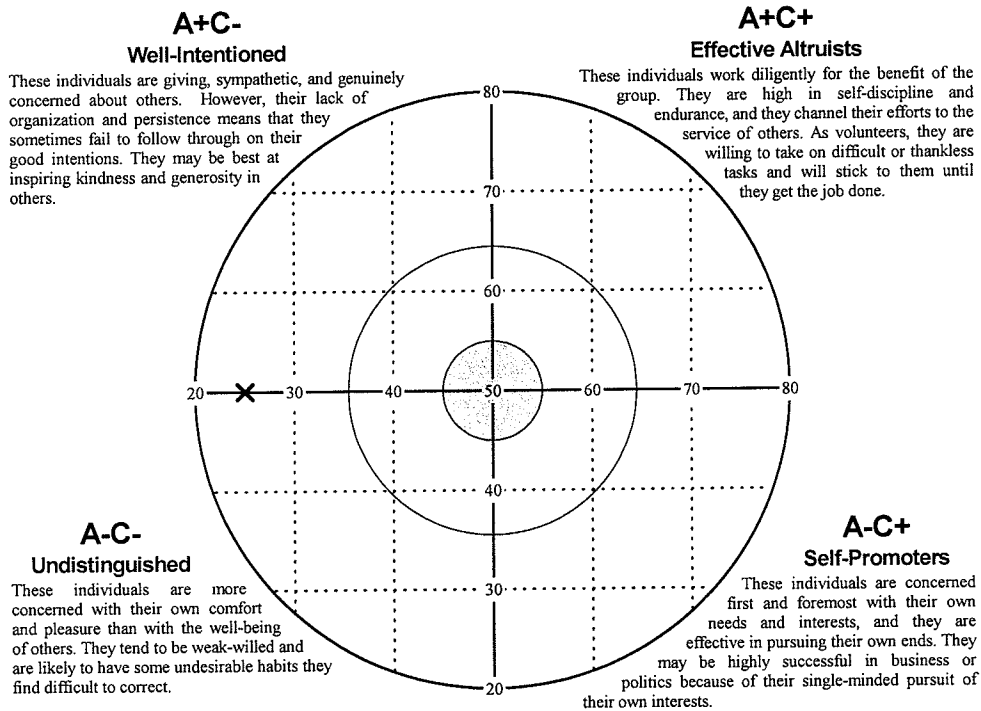 A+C-
Well-Intentioned
These individuals are giving, sympathetic, and genuinely
concerned about others. However, their lack of
organization and persistence means that they
sometimes fail to follow through on their
good intentions. They may be best at
inspiring kindness and generosity in
others.
A+C+
Effective Altruists
These individuals work diligently for the benefit of the
group. They are high in self-discipline and
endurance, and they channel their efforts to the
service of others. As volunteers, they are
willing to take on difficult or thankless
tasks and will stick to them until
they get the job done.
80
70
60
20 30 40 50 60 70 80
40
30
20
A-C-
Undistinguished
These individuals are more
concerned with their own comfort
and pleasure than with the well-being
of others. They tend to be weak-willed and
are likely to have some undesirable habits they
find difficult to correct.
A-C+
Self-Promoters
These individuals are concerned
first and foremost with their own
needs and interests, and they are
effective in pursuing their own ends. They
may be highly successful in business or
politics because of their single-minded pursuit of
their own interests.